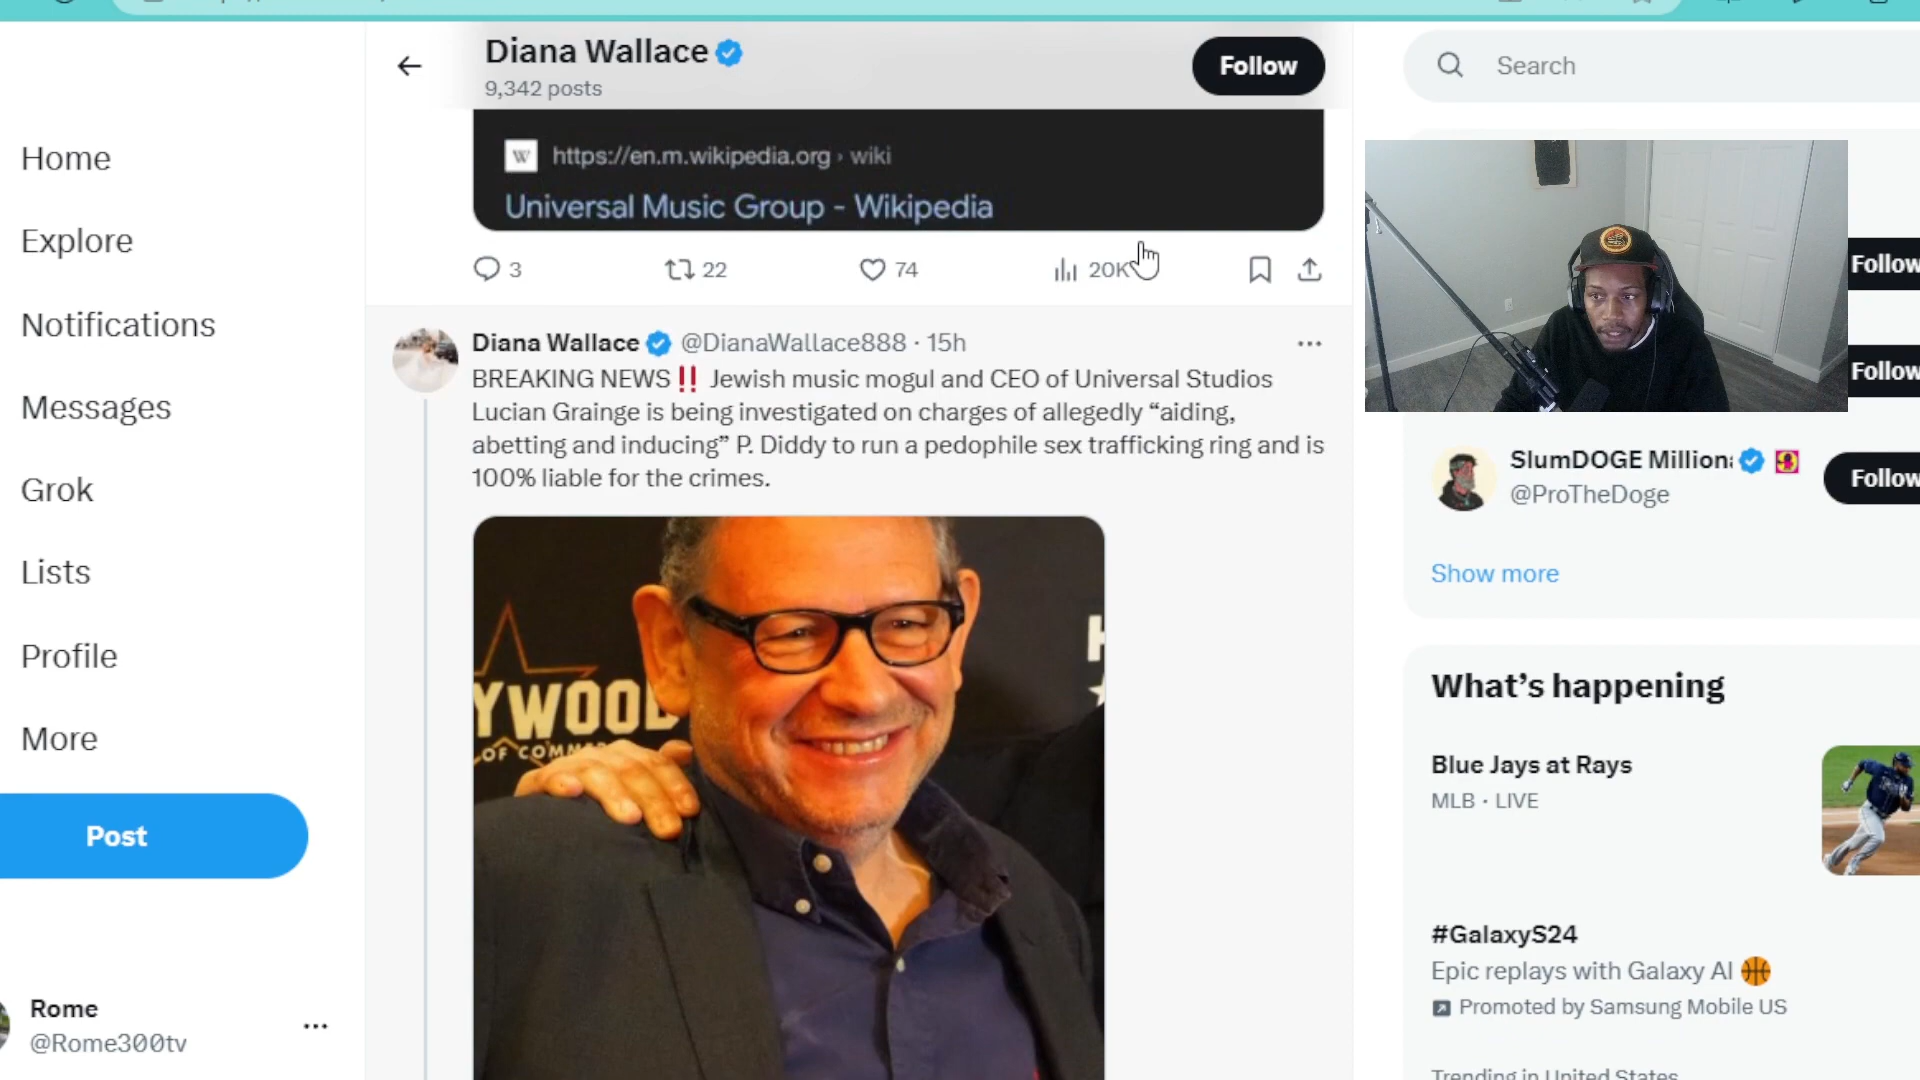 Diana Wallace
9,342 posts
Follow
Search
Home
Explore
Notifications
Messages
Grok
Lists
Profile
More
Post
Rome
@Rome300tv
W https://en.m.wikipedia.org › wiki
Universal Music Group - Wikipedia
3 22 74 20K
Diana Wallace @DianaWallace888 · 15h
BREAKING NEWS‼️ Jewish music mogul and CEO of Universal Studios
Lucian Grainge is being investigated on charges of allegedly “aiding,
abetting and inducing” P. Diddy to run a pedophile sex trafficking ring and is
100% liable for the crimes.
YWOOD
OF COMM
H
Follow
Follow
SlumDOGE Million
@ProTheDoge
Follow
Show more
What’s happening
Blue Jays at Rays
MLB · LIVE
#GalaxyS24
Epic replays with Galaxy AI
Promoted by Samsung Mobile US
Trending in United States